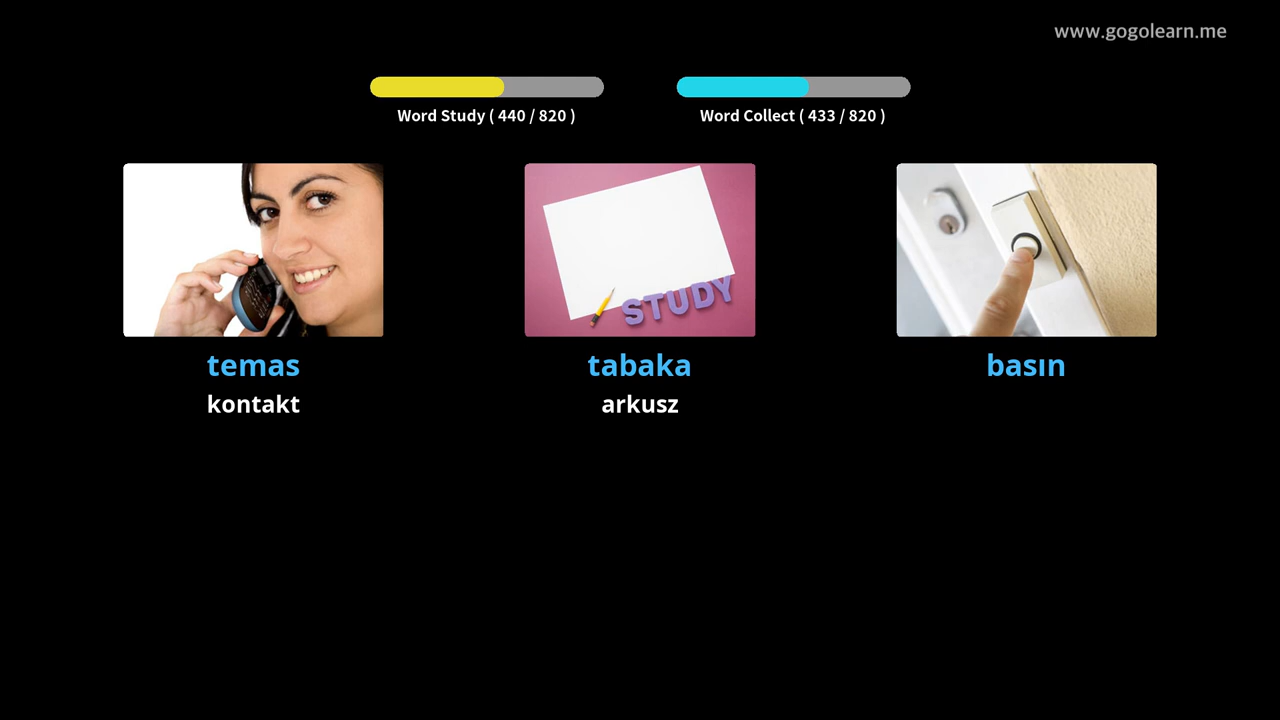 www.gogolearn.me
Word Study ( 440 / 820 )
Word Collect ( 433 / 820 )
STUDY
temas
tabaka
basın
kontakt
arkusz